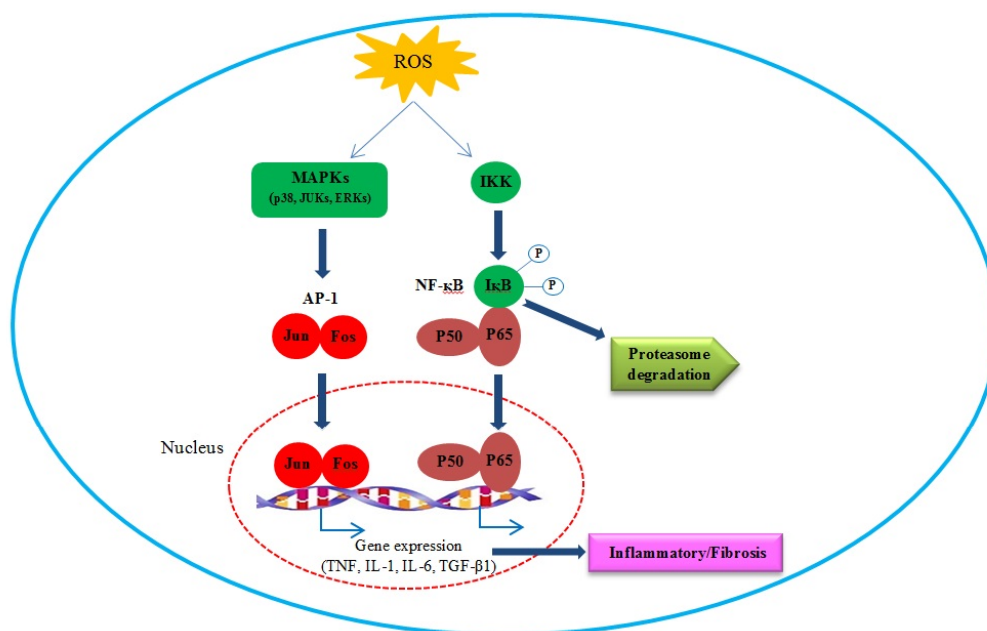 ROS
MAPKs
(p38, JUKs, ERKs)
IKK
P
NF-κB
IκB
P
AP-1
Jun
Fos
P50
P65
Proteasome
degradation
Nucleus
Jun
Fos
P50
P65
Gene expression
(TNF, IL-1, IL-6, TGF-β1)
Inflammatory/Fibrosis